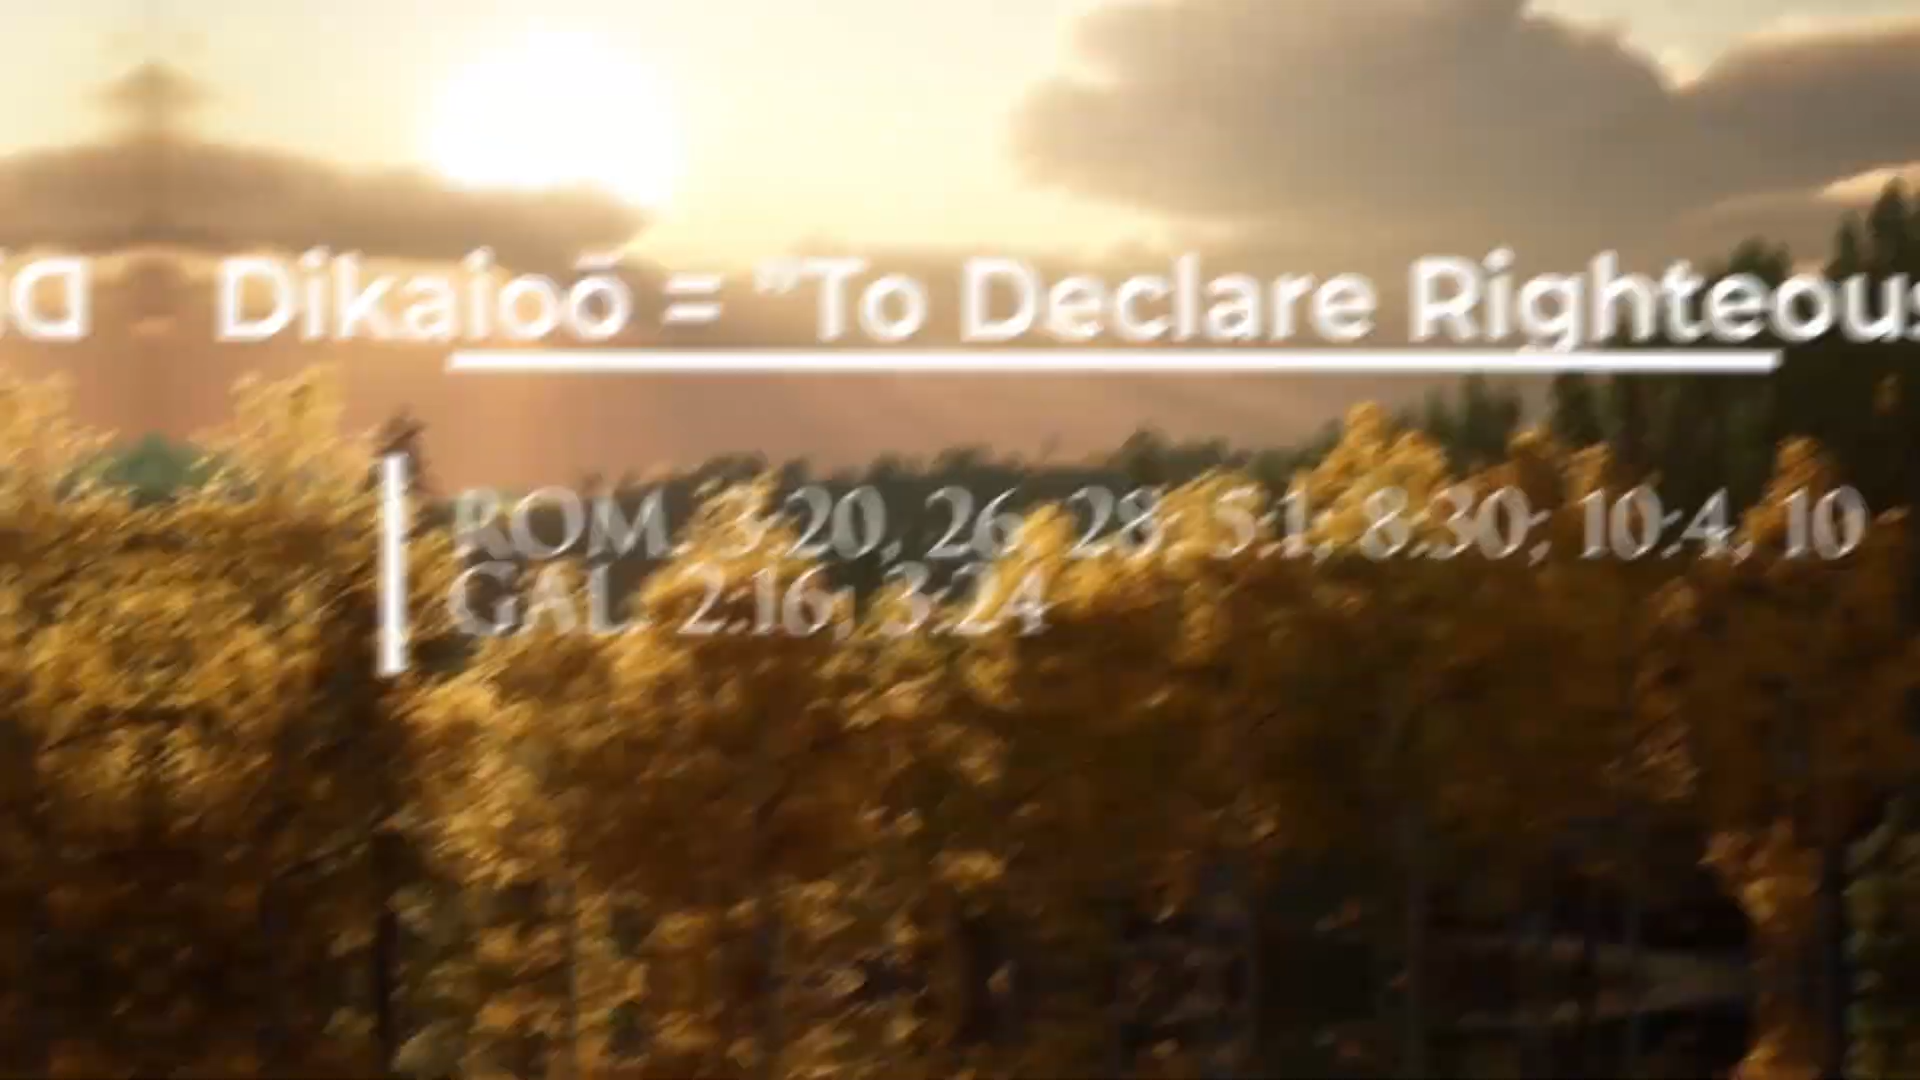 Dikaioō = "To Declare Righteous
ROM. 3:20, 26, 28; 5:1; 8:30; 10:4, 10
GAL. 2:16; 3:24